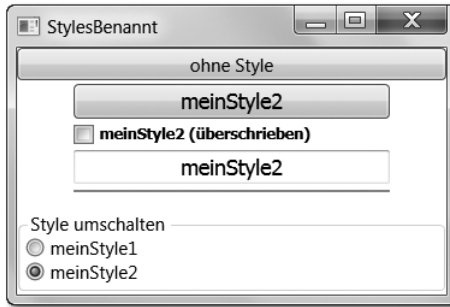 StylesBenannt
ohne Style
meinStyle2
meinStyle2 (überschrieben)
meinStyle2
Style umschalten
meinStyle1
meinStyle2